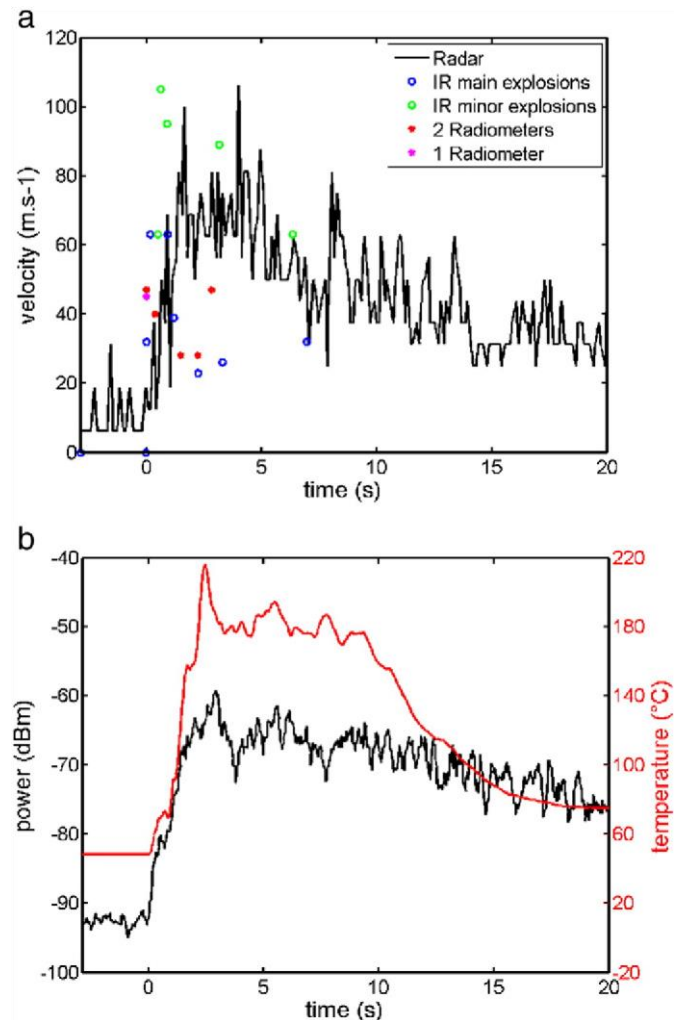 a
Radar
IR main explosions
IR minor explosions
2 Radiometers
1 Radiometer
120
100
80
60
40
20
0
velocity (m.s-1)
0 5 10 15 20
time (s)
b
-40
-50
-60
-70
-80
-90
-100
power (dBm)
220
180
140
100
60
20
-20
temperature (°C)
0 5 10 15 20
time (s)